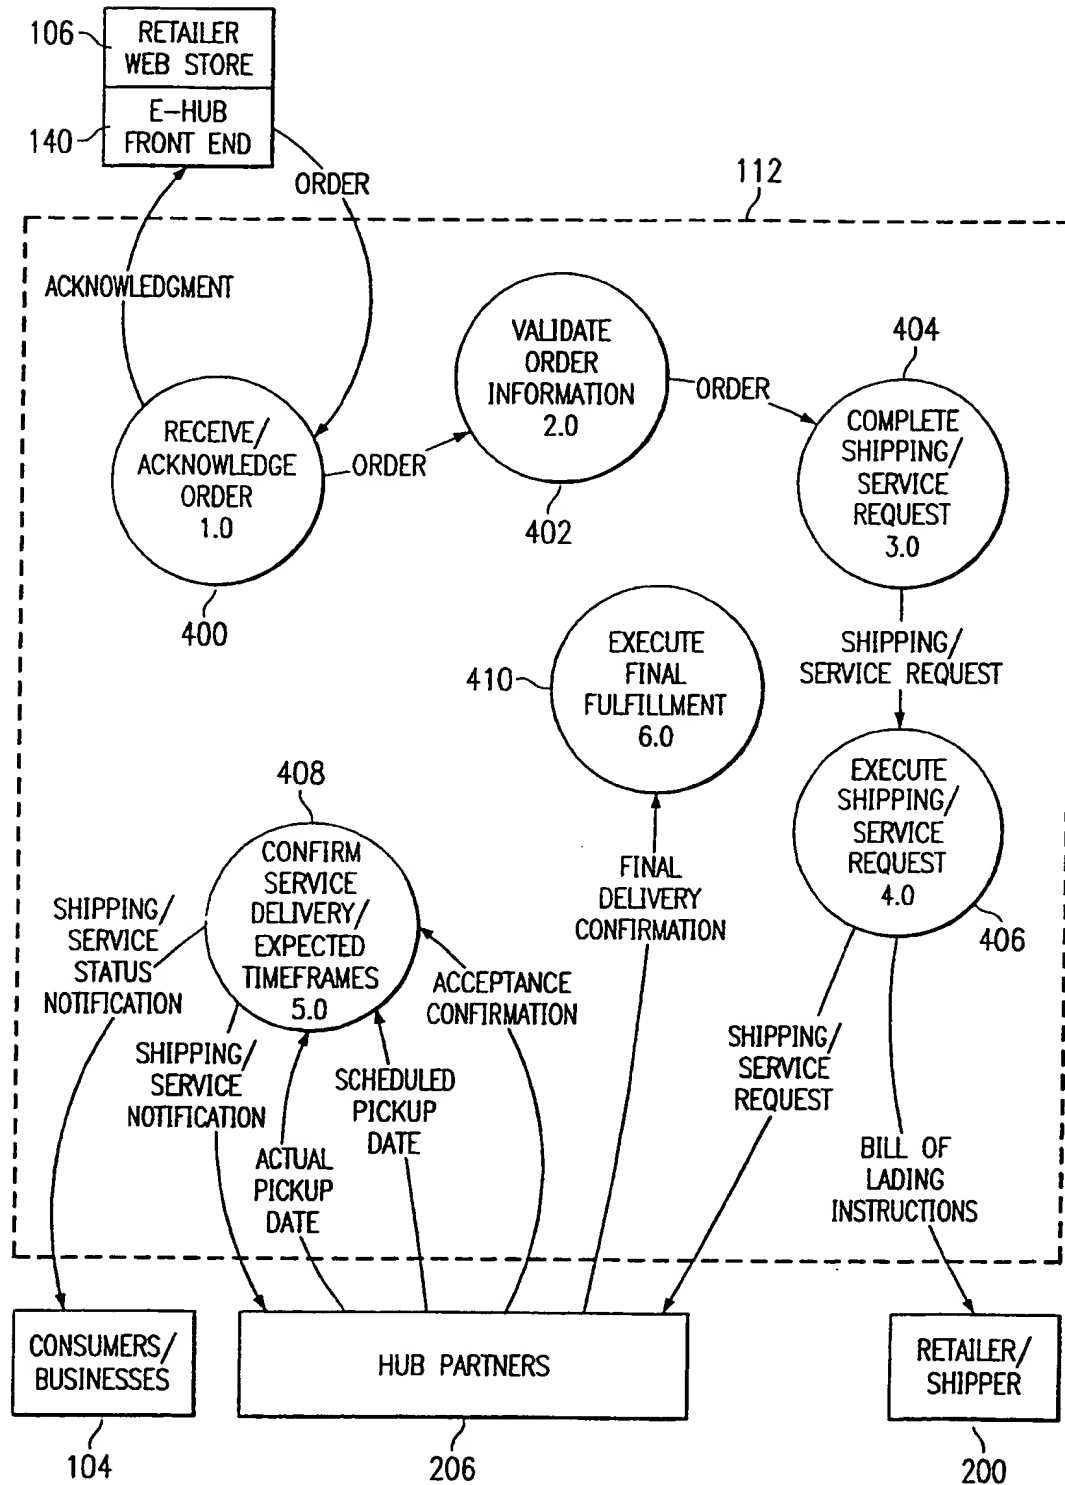 106
RETAILER
WEB STORE
140
E-HUB
FRONT END
ORDER
112
ACKNOWLEDGMENT
VALIDATE
ORDER
INFORMATION
2.0
402
ORDER
404
COMPLETE
SHIPPING/
SERVICE
REQUEST
3.0
RECEIVE/
ACKNOWLEDGE
ORDER
1.0
400
ORDER
SHIPPING/
SERVICE REQUEST
410
EXECUTE
FINAL
FULFILLMENT
6.0
EXECUTE
SHIPPING/
SERVICE
REQUEST
4.0
406
408
CONFIRM
SERVICE
DELIVERY/
EXPECTED
TIMEFRAMES
5.0
FINAL
DELIVERY
CONFIRMATION
SHIPPING/
SERVICE
STATUS
NOTIFICATION
ACCEPTANCE
CONFIRMATION
SHIPPING/
SERVICE
NOTIFICATION
SCHEDULED
PICKUP
DATE
ACTUAL
PICKUP
DATE
SHIPPING/
SERVICE
REQUEST
BILL OF
LADING
INSTRUCTIONS
CONSUMERS/
BUSINESSES
104
HUB PARTNERS
206
RETAILER/
SHIPPER
200